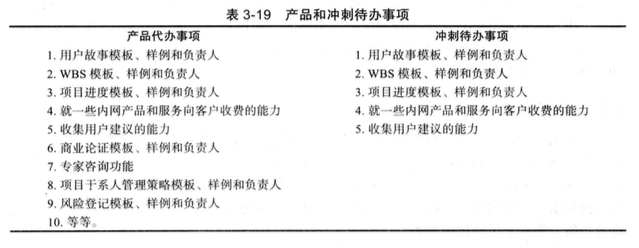 表 3-19 产品和冲刺待办事项
产品代办事项 冲刺待办事项
1. 用户故事模板、样例和负责人 1. 用户故事模板、样例和负责人
2. WBS 模板、样例和负责人 2. WBS 模板、样例和负责人
3. 项目进度模板、样例和负责人 3. 项目进度模板、样例和负责人
4. 就一些内网产品和服务向客户收费的能力 4. 就一些内网产品和服务向客户收费的能力
5. 收集用户建议的能力 5. 收集用户建议的能力
6. 商业论证模板、样例和负责人
7. 专家咨询功能
8. 项目干系人管理策略模板、样例和负责人
9. 风险登记模板、样例和负责人
10. 等等。